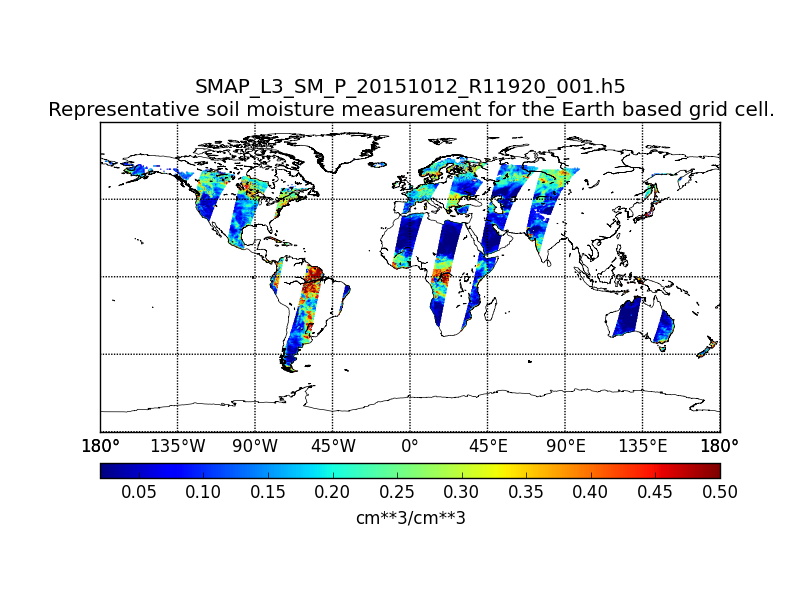 SMAP_L3_SM_P_20151012_R11920_001.h5
Representative soil moisture measurement for the Earth based grid cell.
180° 135°W 90°W 45°W 0° 45°E 90°E 135°E 180°
0.05 0.10 0.15 0.20 0.25 0.30 0.35 0.40 0.45 0.50
cm**3/cm**3